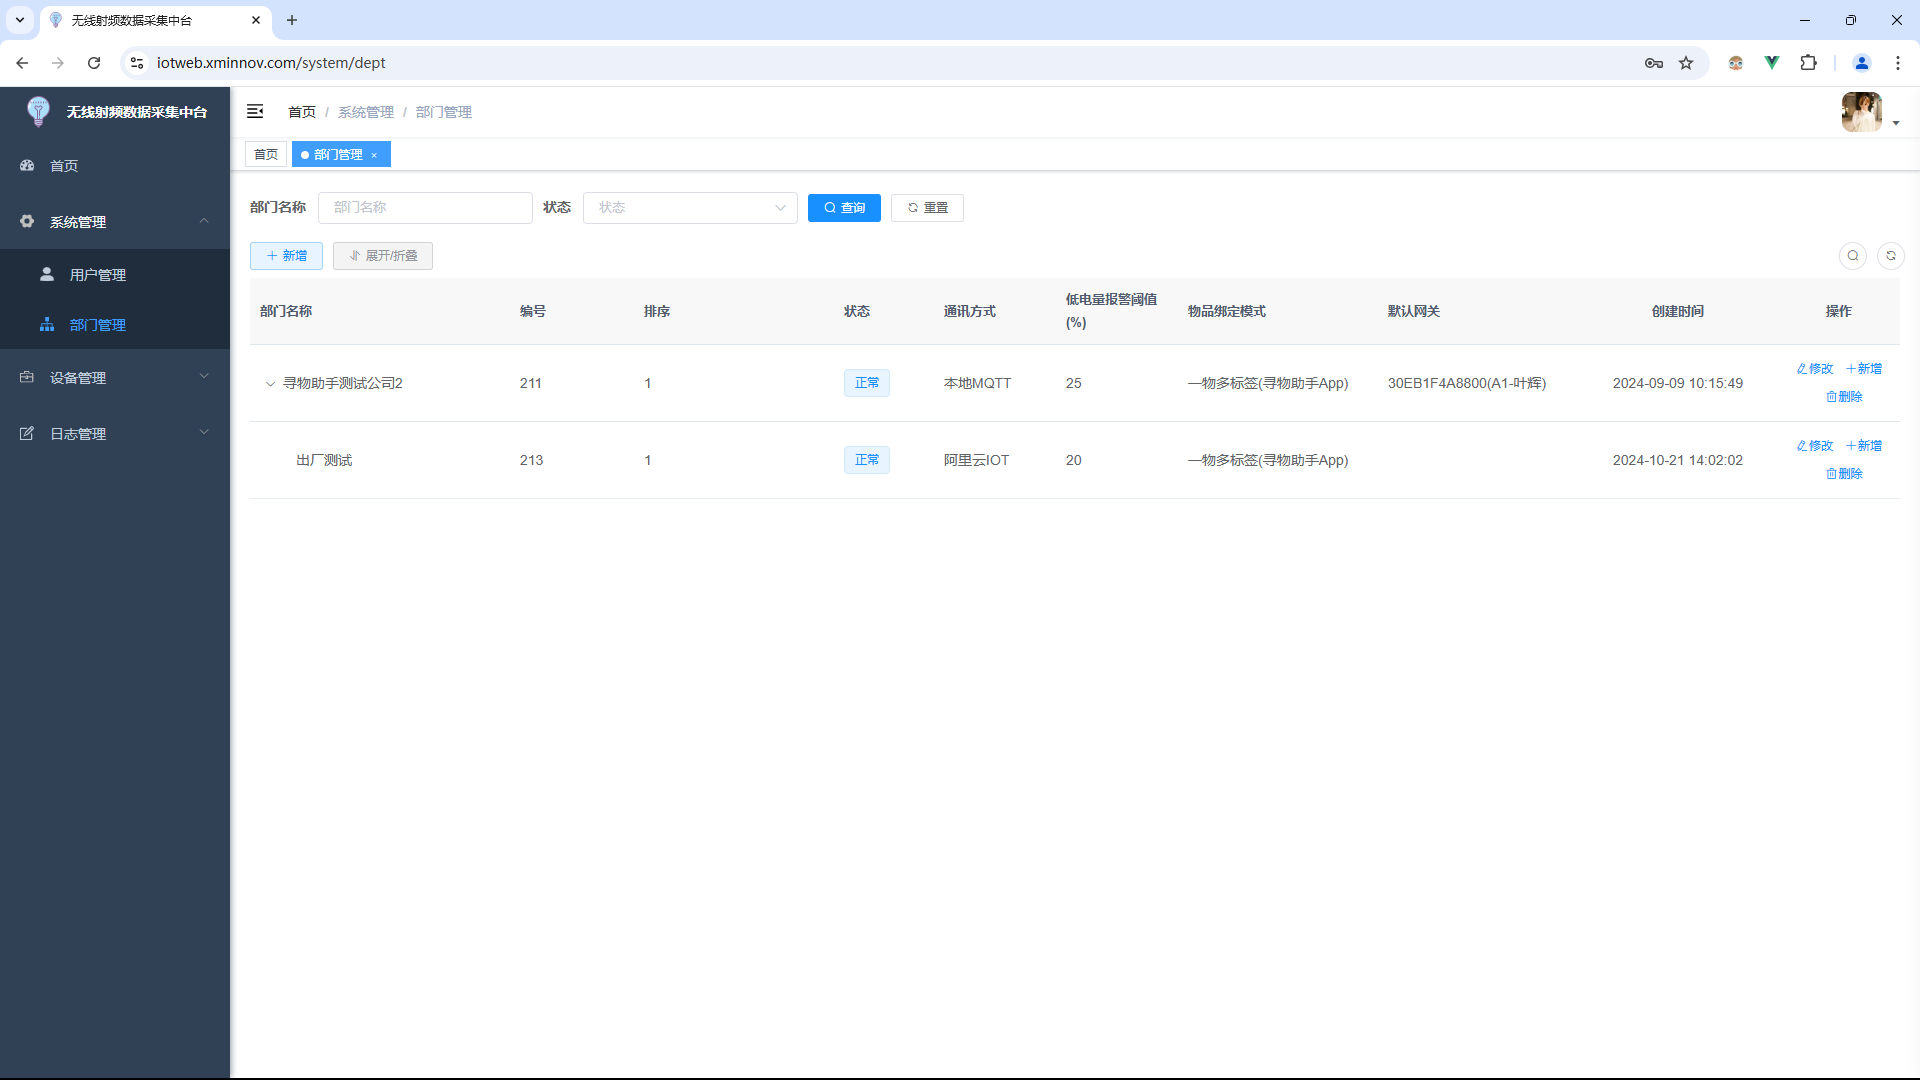 无线射频数据采集中台
iotweb.xminnov.com/system/dept
无线射频数据采集中台
首页 / 系统管理 / 部门管理
首页
系统管理
用户管理
部门管理
设备管理
日志管理
首页 部门管理 ×
部门名称 部门名称 状态 状态 查询 重置
新增 展开/折叠
部门名称 编号 排序 状态 通讯方式 低电量报警阈值(%) 物品绑定模式 默认网关 创建时间 操作
寻物助手测试公司2 211 1 正常 本地MQTT 25 一物多标签(寻物助手App) 30EB1F4A8800(A1-叶辉) 2024-09-09 10:15:49 修改 新增 删除
出厂测试 213 1 正常 阿里云IOT 20 一物多标签(寻物助手App) 2024-10-21 14:02:02 修改 新增 删除